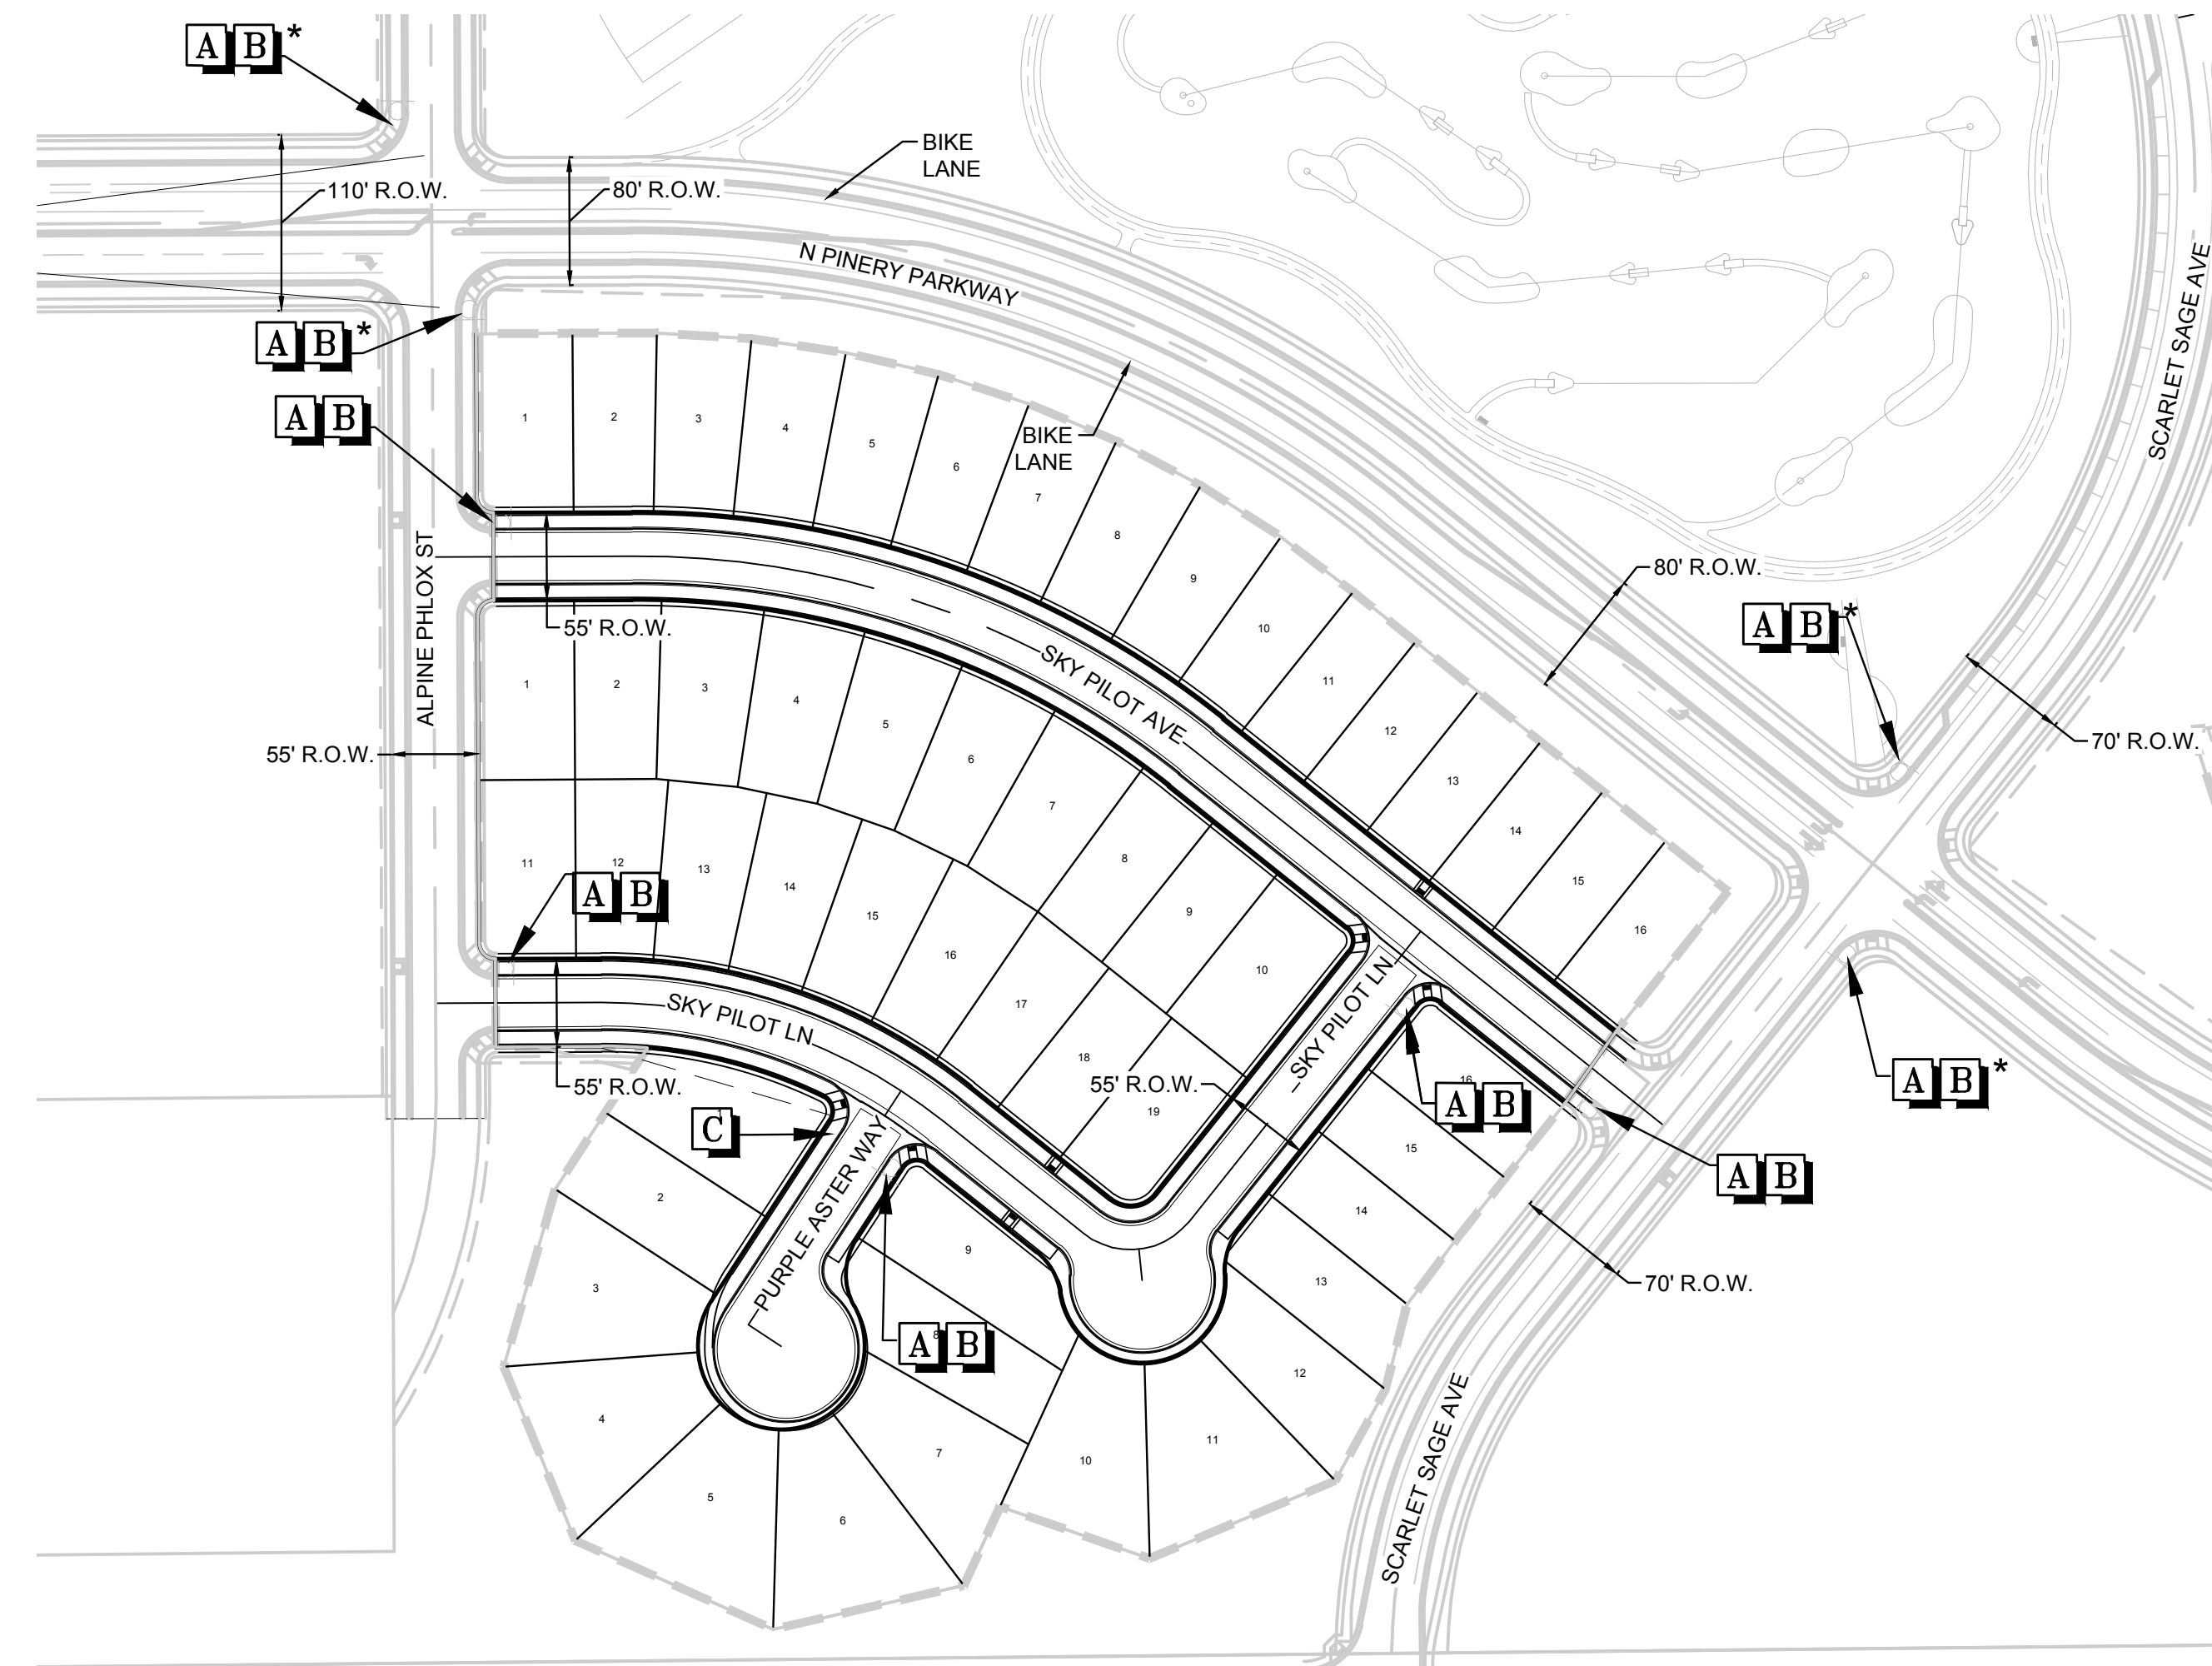 A B *
BIKE
LANE
110' R.O.W.
80' R.O.W.
N PINERY PARKWAY
SCARLET SAGE AVE
A B *
A B
1
2
3
4
5
6
7
8
9
10
11
12
13
14
15
16
BIKE
LANE
80' R.O.W.
A B *
70' R.O.W.
ALPINE PHLOX ST
55' R.O.W.
SKY PILOT AVE
55' R.O.W.
1
2
3
4
5
6
7
8
9
10
11
12
13
14
15
16
17
18
19
A B
SKY PILOT LN
55' R.O.W.
SKY PILOT LN
55' R.O.W.
A B
A B *
A B
70' R.O.W.
C
1
PURPLE ASTER WAY
2
3
4
5
6
7
8
9
10
11
12
13
14
15
16
A B
SCARLET SAGE AVE